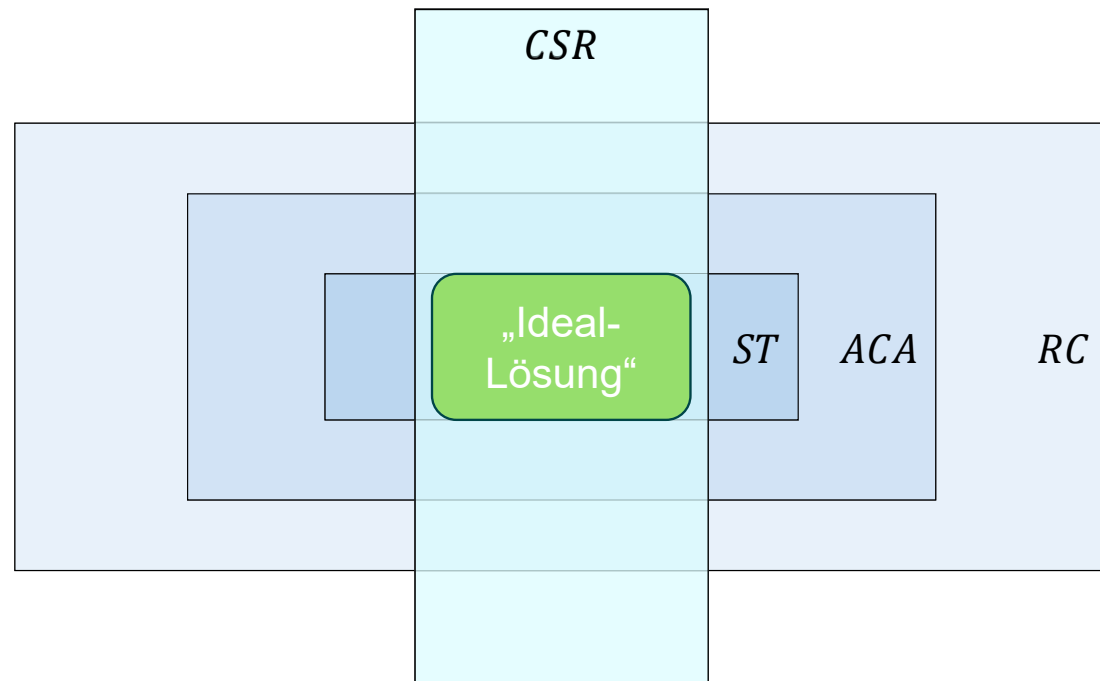 CSR
„Ideal-
Lösung“
ST
ACA
RC